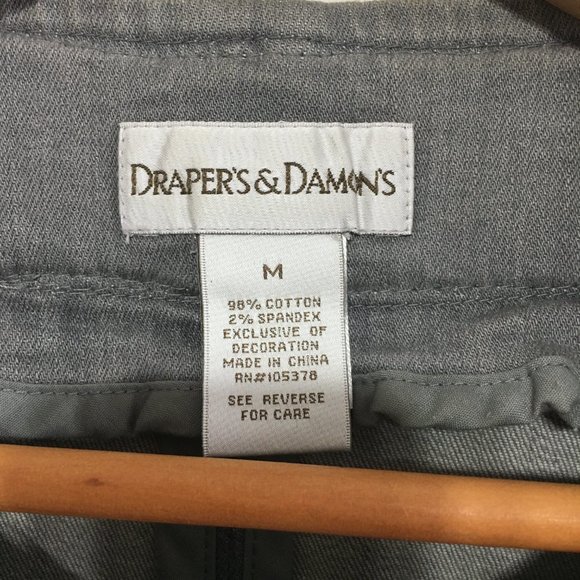 DRAPER'S & DAMON'S
M
98% COTTON
2% SPANDEX
EXCLUSIVE OF
DECORATION
MADE IN CHINA
RN#105378
SEE REVERSE
FOR CARE